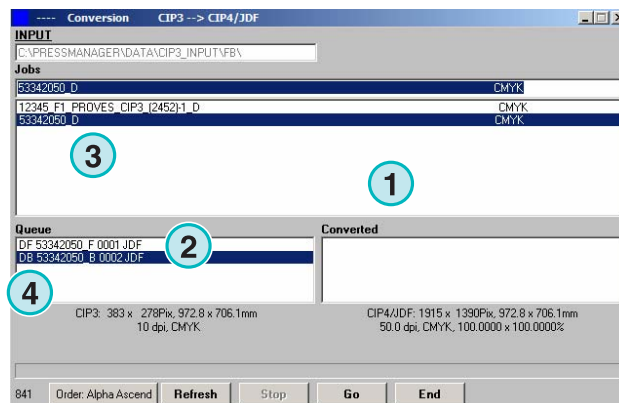 ---- Conversion CIP3 --> CIP4/JDF
INPUT
C:\PRESSMANAGER\DATA\CIP3_INPUT\FB\
Jobs
53342050_D CMYK
12345_F1_PROVES_CIP3_(2452)-1_D CMYK
53342050_D CMYK
3
1
Queue Converted
DF 53342050_F 0001 JDF
2
DB 53342050_B 0002 JDF
4
CIP3: 383 x 278Pix, 972.8 x 706.1mm CIP4/JDF: 1915 x 1390Pix, 972.8 x 706.1mm
10 dpi, CMYK 50.0 dpi, CMYK, 100.0000 x 100.0000%
841 Order: Alpha Ascend Refresh Stop Go End